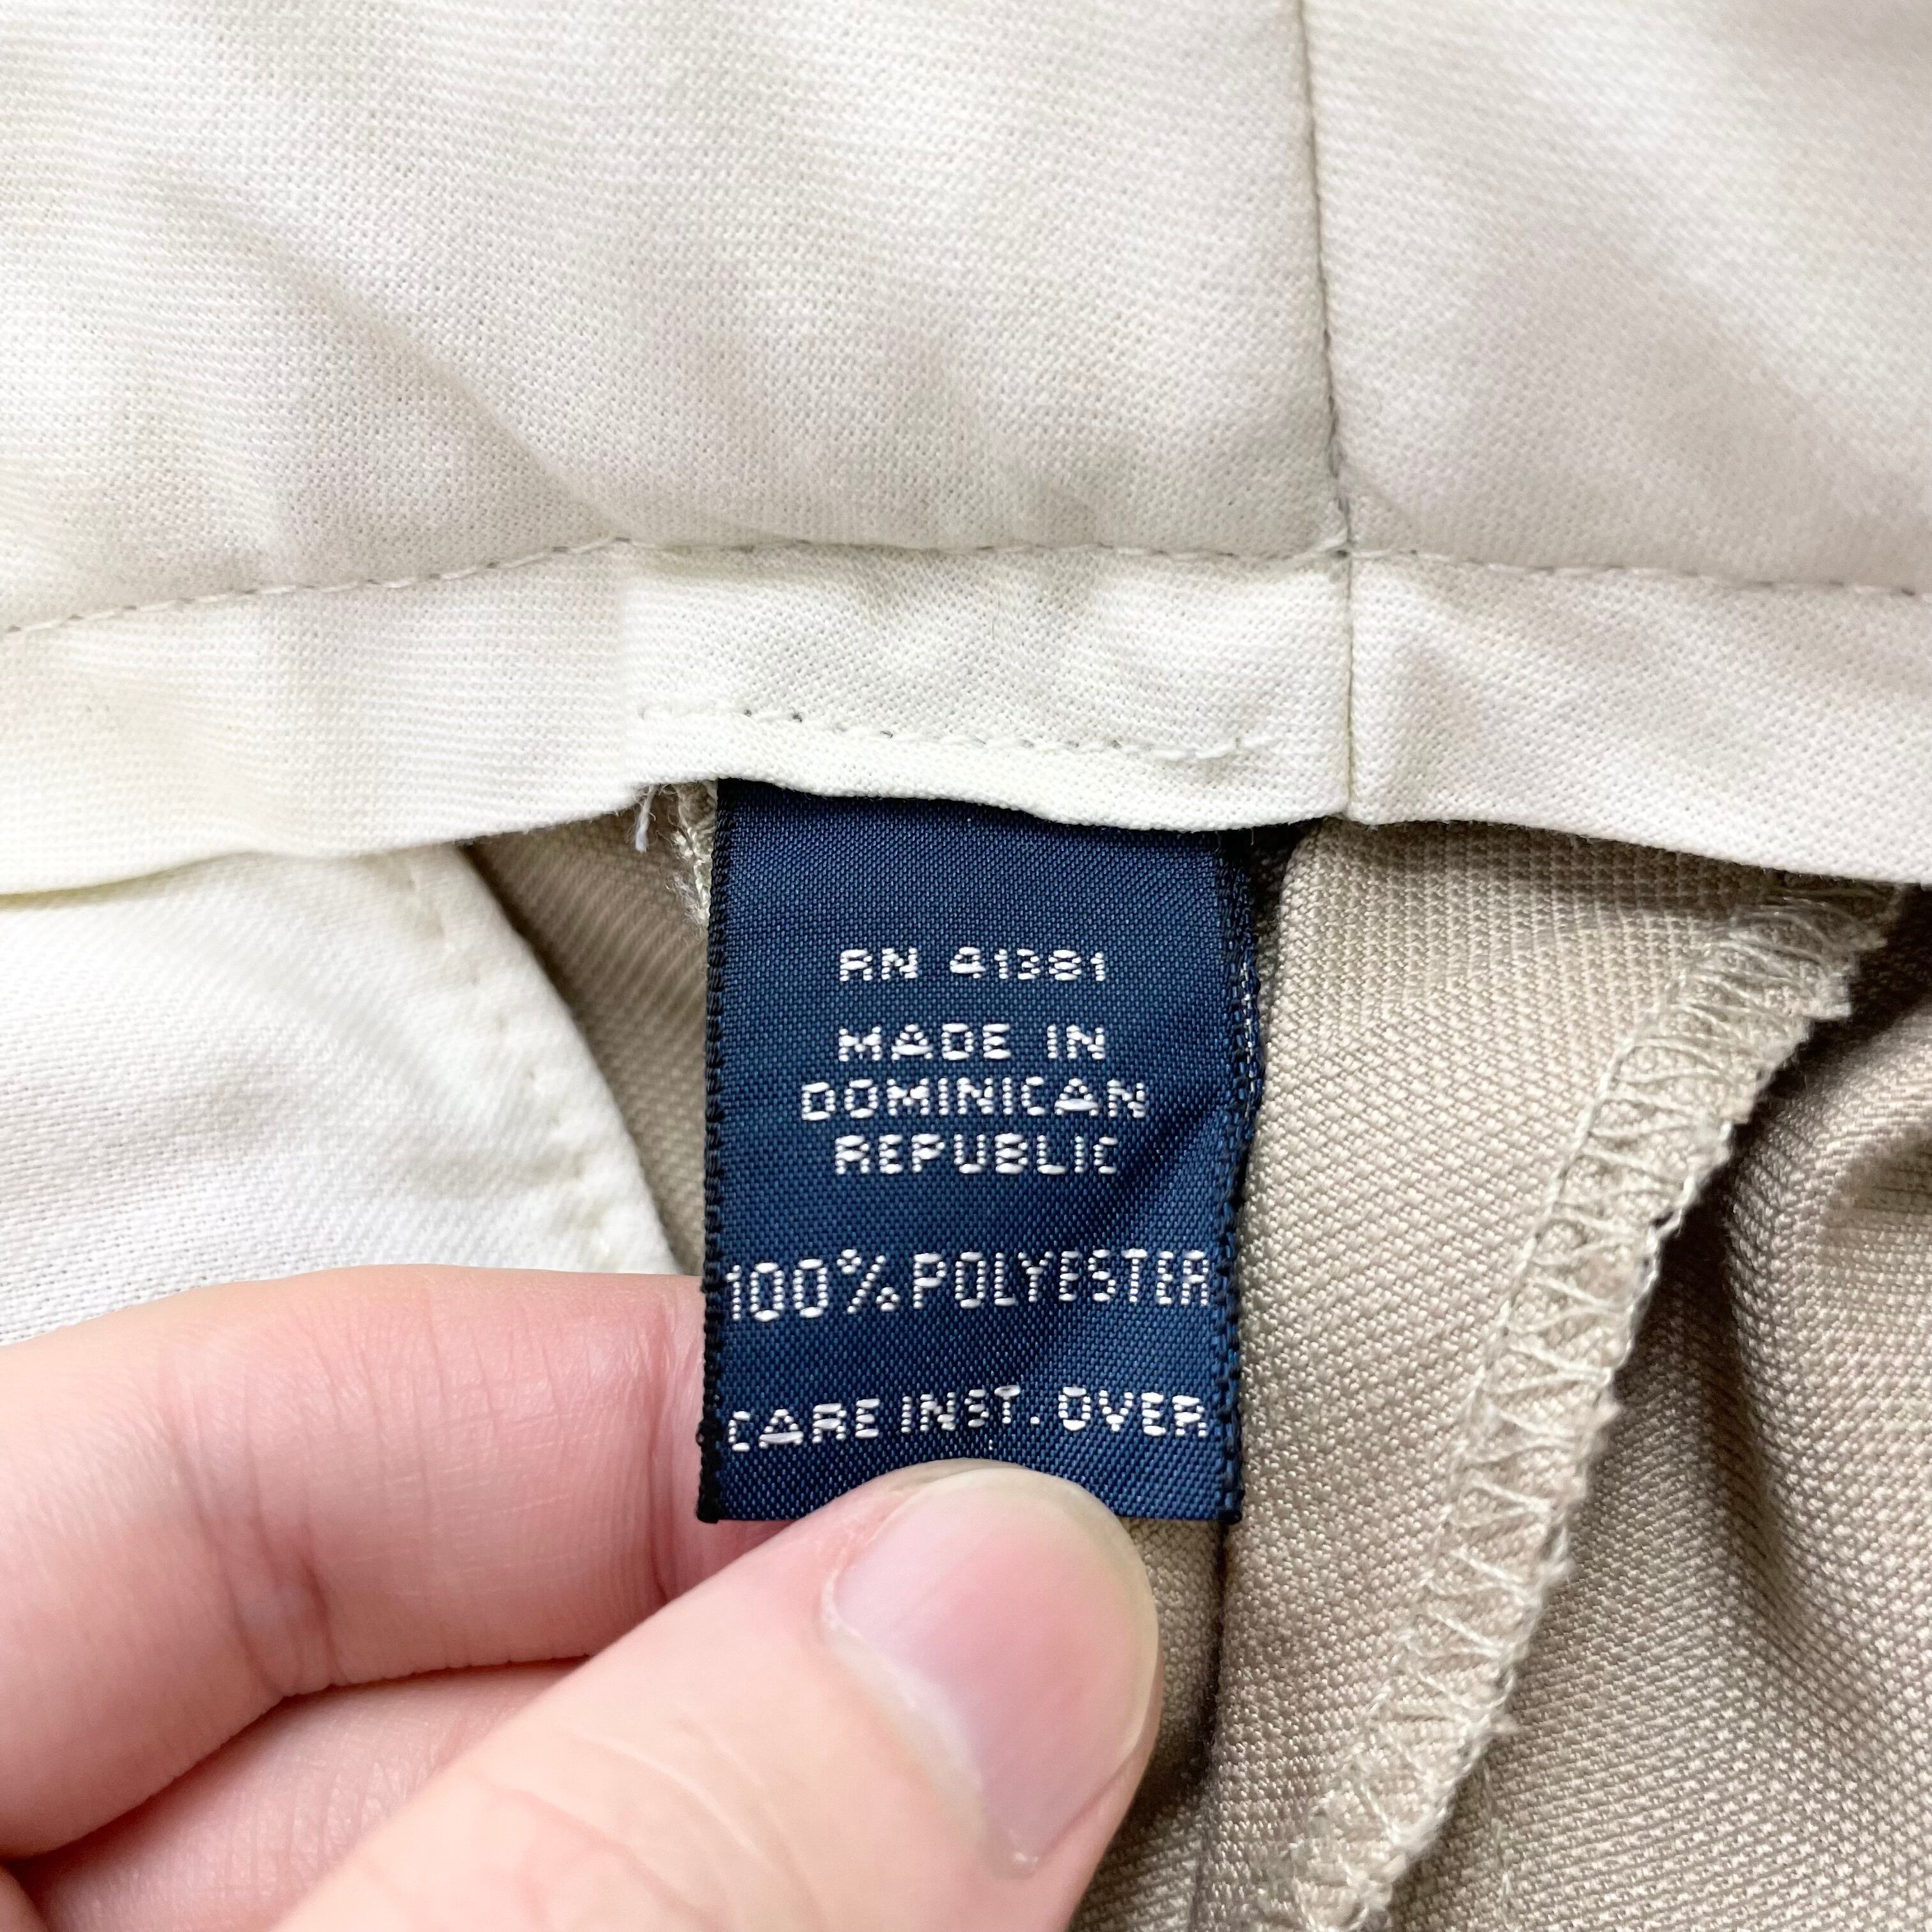 RN 41381
MADE IN
DOMINICAN
REPUBLIC
100% POLYESTER
CARE INST. OVER